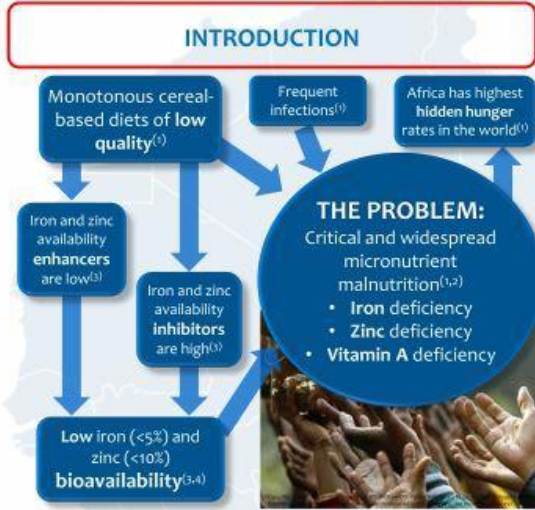 INTRODUCTION
Monotonous cereal-
based diets of low
quality(1)
Frequent
infections(1)
Africa has highest
hidden hunger
rates in the world(1)
Iron and zinc
availability
enhancers
are low(3)
Iron and zinc
availability
inhibitors
are high(3)
THE PROBLEM:
Critical and widespread
micronutrient
malnutrition(1,2)
• Iron deficiency
• Zinc deficiency
• Vitamin A deficiency
Low iron (<5%) and
zinc (<10%)
bioavailability(3,4)